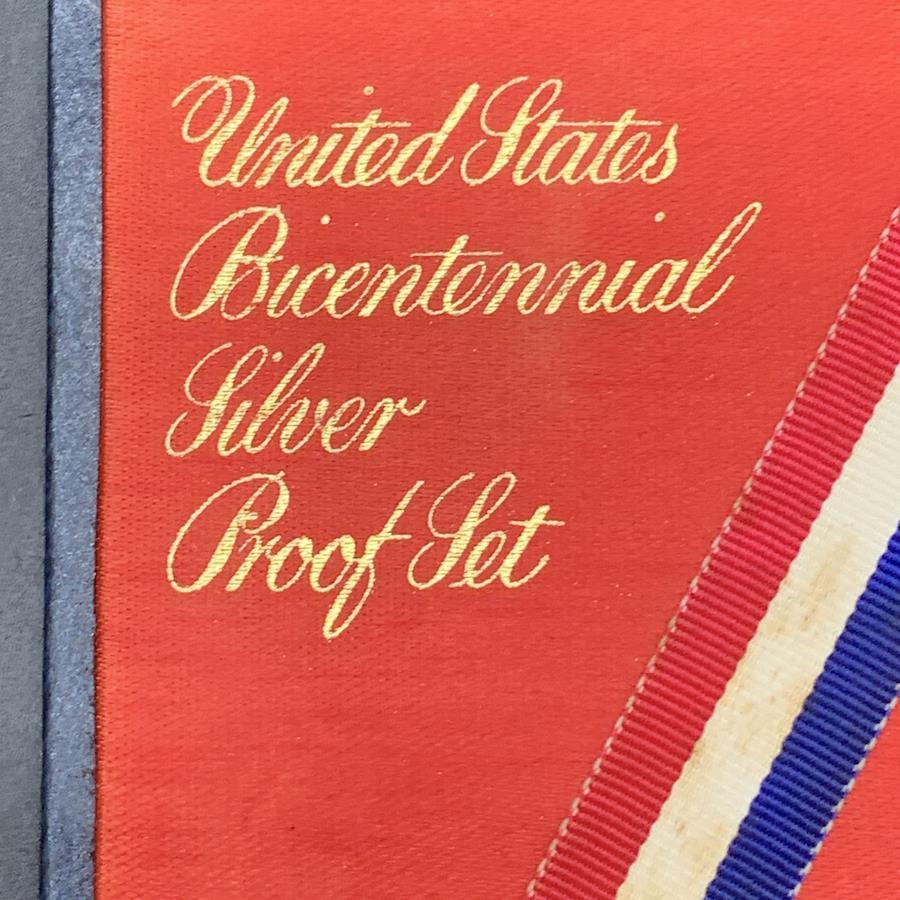 United States
Bicentennial
Silver
Proof Set